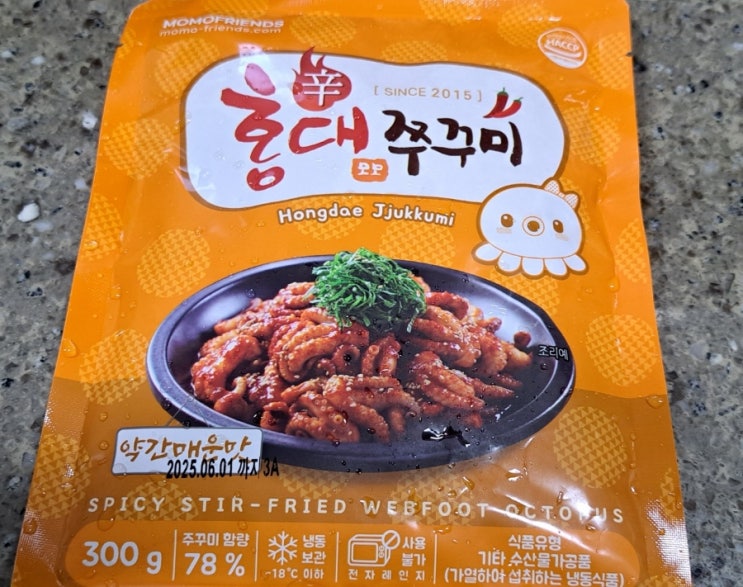 MOMOFRIENDS
momo-friends.com
HACCP
辛
[ SINCE 2015 ]
홍대 쭈꾸미
모모
Hongdae Jjukkumi
조리예
약간매운맛
2025.06.01 까지 3A
SPICY STIR-FRIED WEBFOOT OCTOPUS
300 g
쭈꾸미 함량
78 %
냉동
보관
-18℃ 이하
사용
불가
전자레인지
식품유형
기타 수산물가공품
(가열하여 섭취하는 냉동식품)